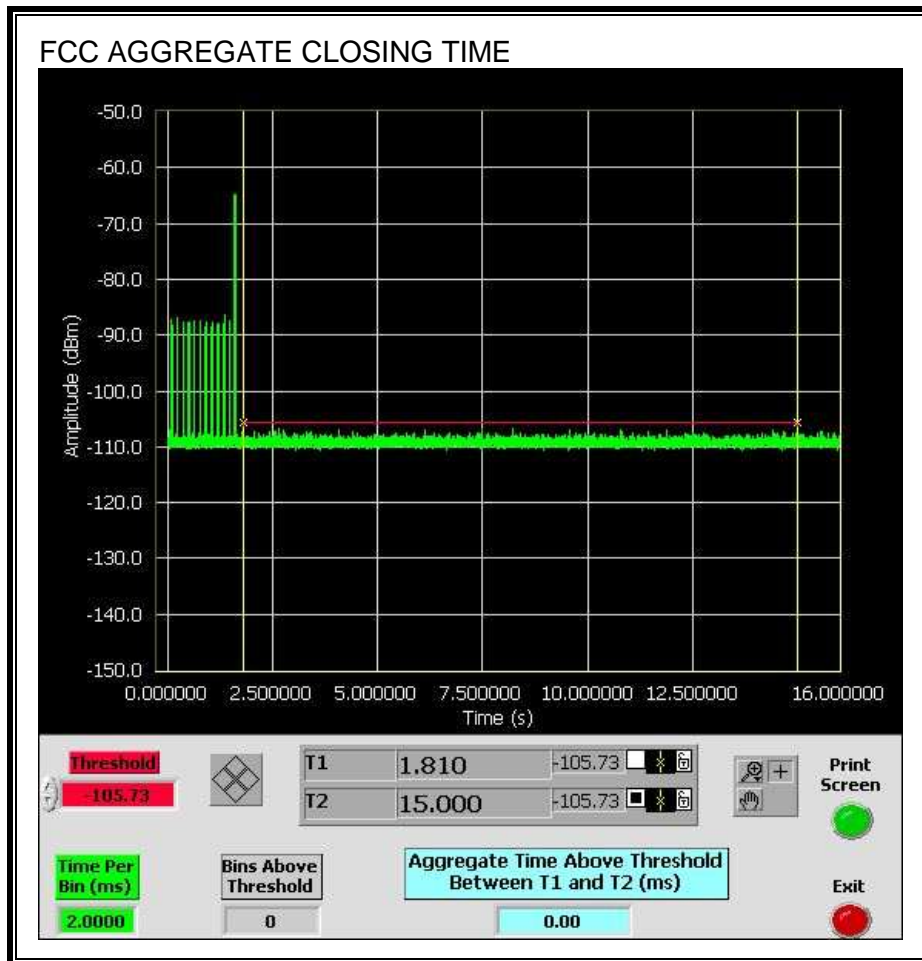 FCC AGGREGATE CLOSING TIME
-50.0
-60.0
-70.0
-80.0
-90.0
-100.0
-110.0
-120.0
-130.0
-140.0
-150.0
Amplitude (dBm)
0.000000 2.500000 5.000000 7.500000 10.000000 12.500000 16.000000
Time (s)
Threshold
-105.73
T1 1.810 -105.73
T2 15.000 -105.73
Print
Screen
Time Per
Bin (ms)
2.0000
Bins Above
Threshold
0
Aggregate Time Above Threshold
Between T1 and T2 (ms)
0.00
Exit